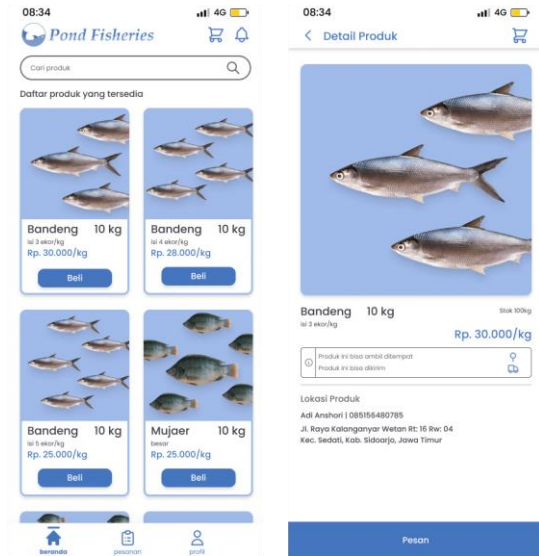 08:34
4G
Pond Fisheries
Cari produk
Daftar produk yang tersedia
Bandeng 10 kg
isi 3 ekor/kg
Rp. 30.000/kg
Beli
Bandeng 10 kg
isi 4 ekor/kg
Rp. 28.000/kg
Beli
Bandeng 10 kg
isi 5 ekor/kg
Rp. 25.000/kg
Beli
Mujaer 10 kg
besar
Rp. 25.000/kg
Beli
beranda
pesanan
profil
08:34
4G
Detail Produk
Bandeng 10 kg
Stok 100kg
isi 3 ekor/kg
Rp. 30.000/kg
Produk ini bisa ambil ditempat
Produk ini bisa dikirim
Lokasi Produk
Adi Anshori | 085156480785
Jl. Raya Kalanganyar Wetan Rt: 16 Rw: 04
Kec. Sedati, Kab. Sidoarjo, Jawa Timur
Pesan